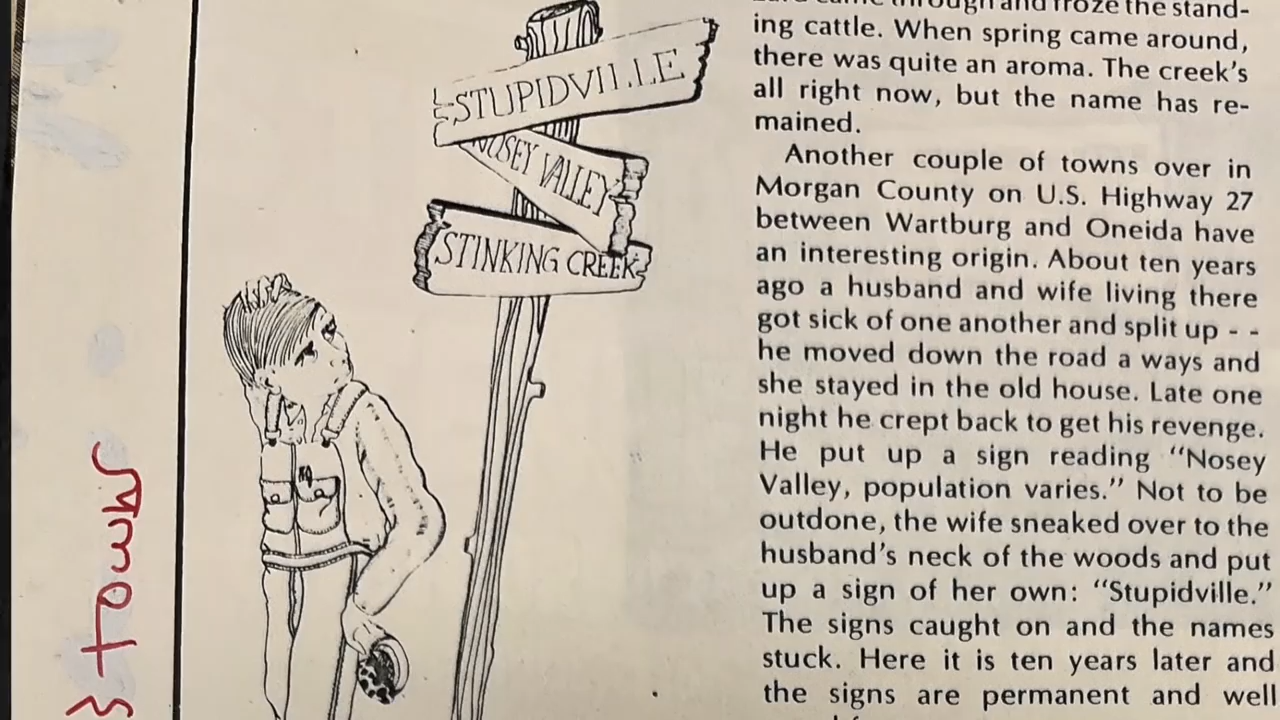 STUPIDVILLE
NOSEY VALLEY
STINKING CREEK
3 town
through and froze the stand-
ing cattle. When spring came around,
there was quite an aroma. The creek's
all right now, but the name has re-
mained.
Another couple of towns over in
Morgan County on U.S. Highway 27
between Wartburg and Oneida have
an interesting origin. About ten years
ago a husband and wife living there
got sick of one another and split up - -
he moved down the road a ways and
she stayed in the old house. Late one
night he crept back to get his revenge.
He put up a sign reading “Nosey
Valley, population varies.” Not to be
outdone, the wife sneaked over to the
husband's neck of the woods and put
up a sign of her own: “Stupidville.”
The signs caught on and the names
stuck. Here it is ten years later and
the signs are permanent and well